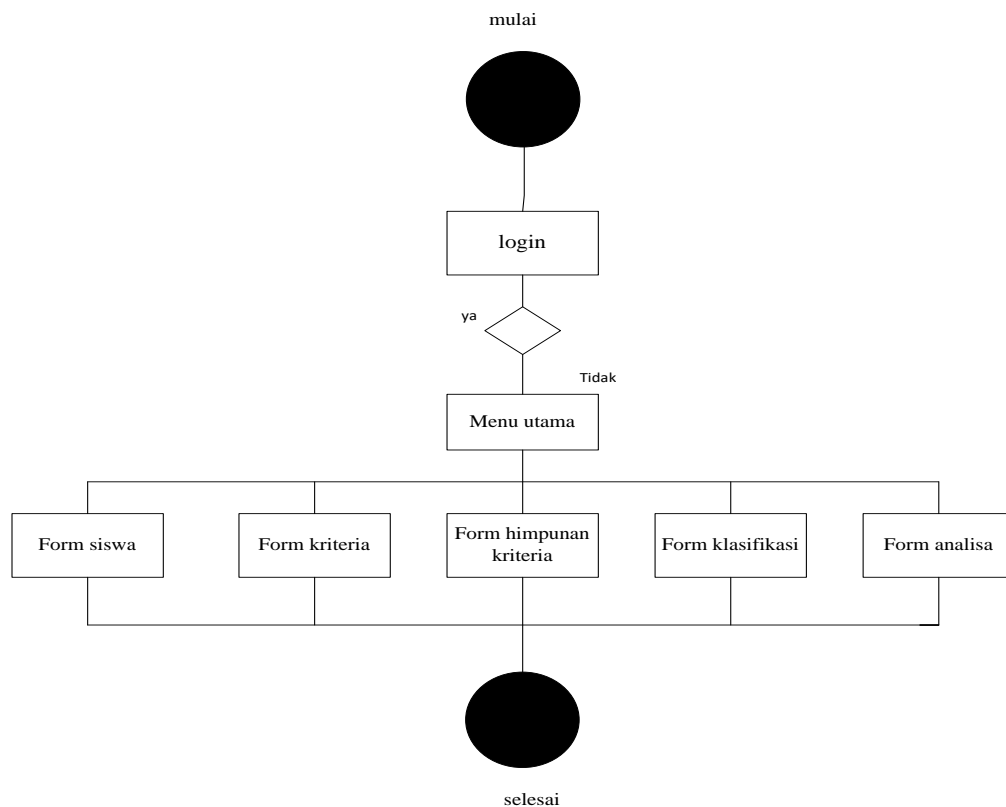 mulai
login
ya
Tidak
Menu utama
Form siswa
Form kriteria
Form himpunan
kriteria
Form klasifikasi
Form analisa
selesai